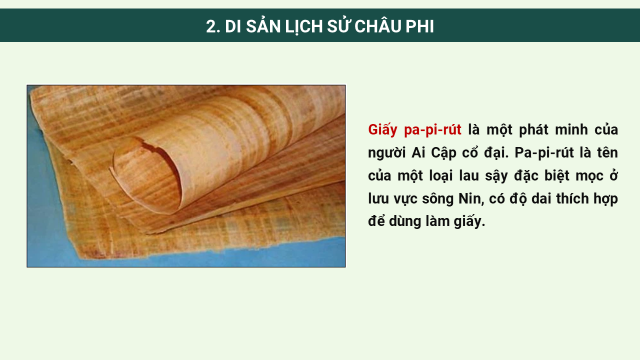 2. DI SẢN LỊCH SỬ CHÂU PHI
Giấy pa-pi-rút là một phát minh của
người Ai Cập cổ đại. Pa-pi-rút là tên
của một loại lau sậy đặc biệt mọc ở
lưu vực sông Nin, có độ dai thích hợp
để dùng làm giấy.